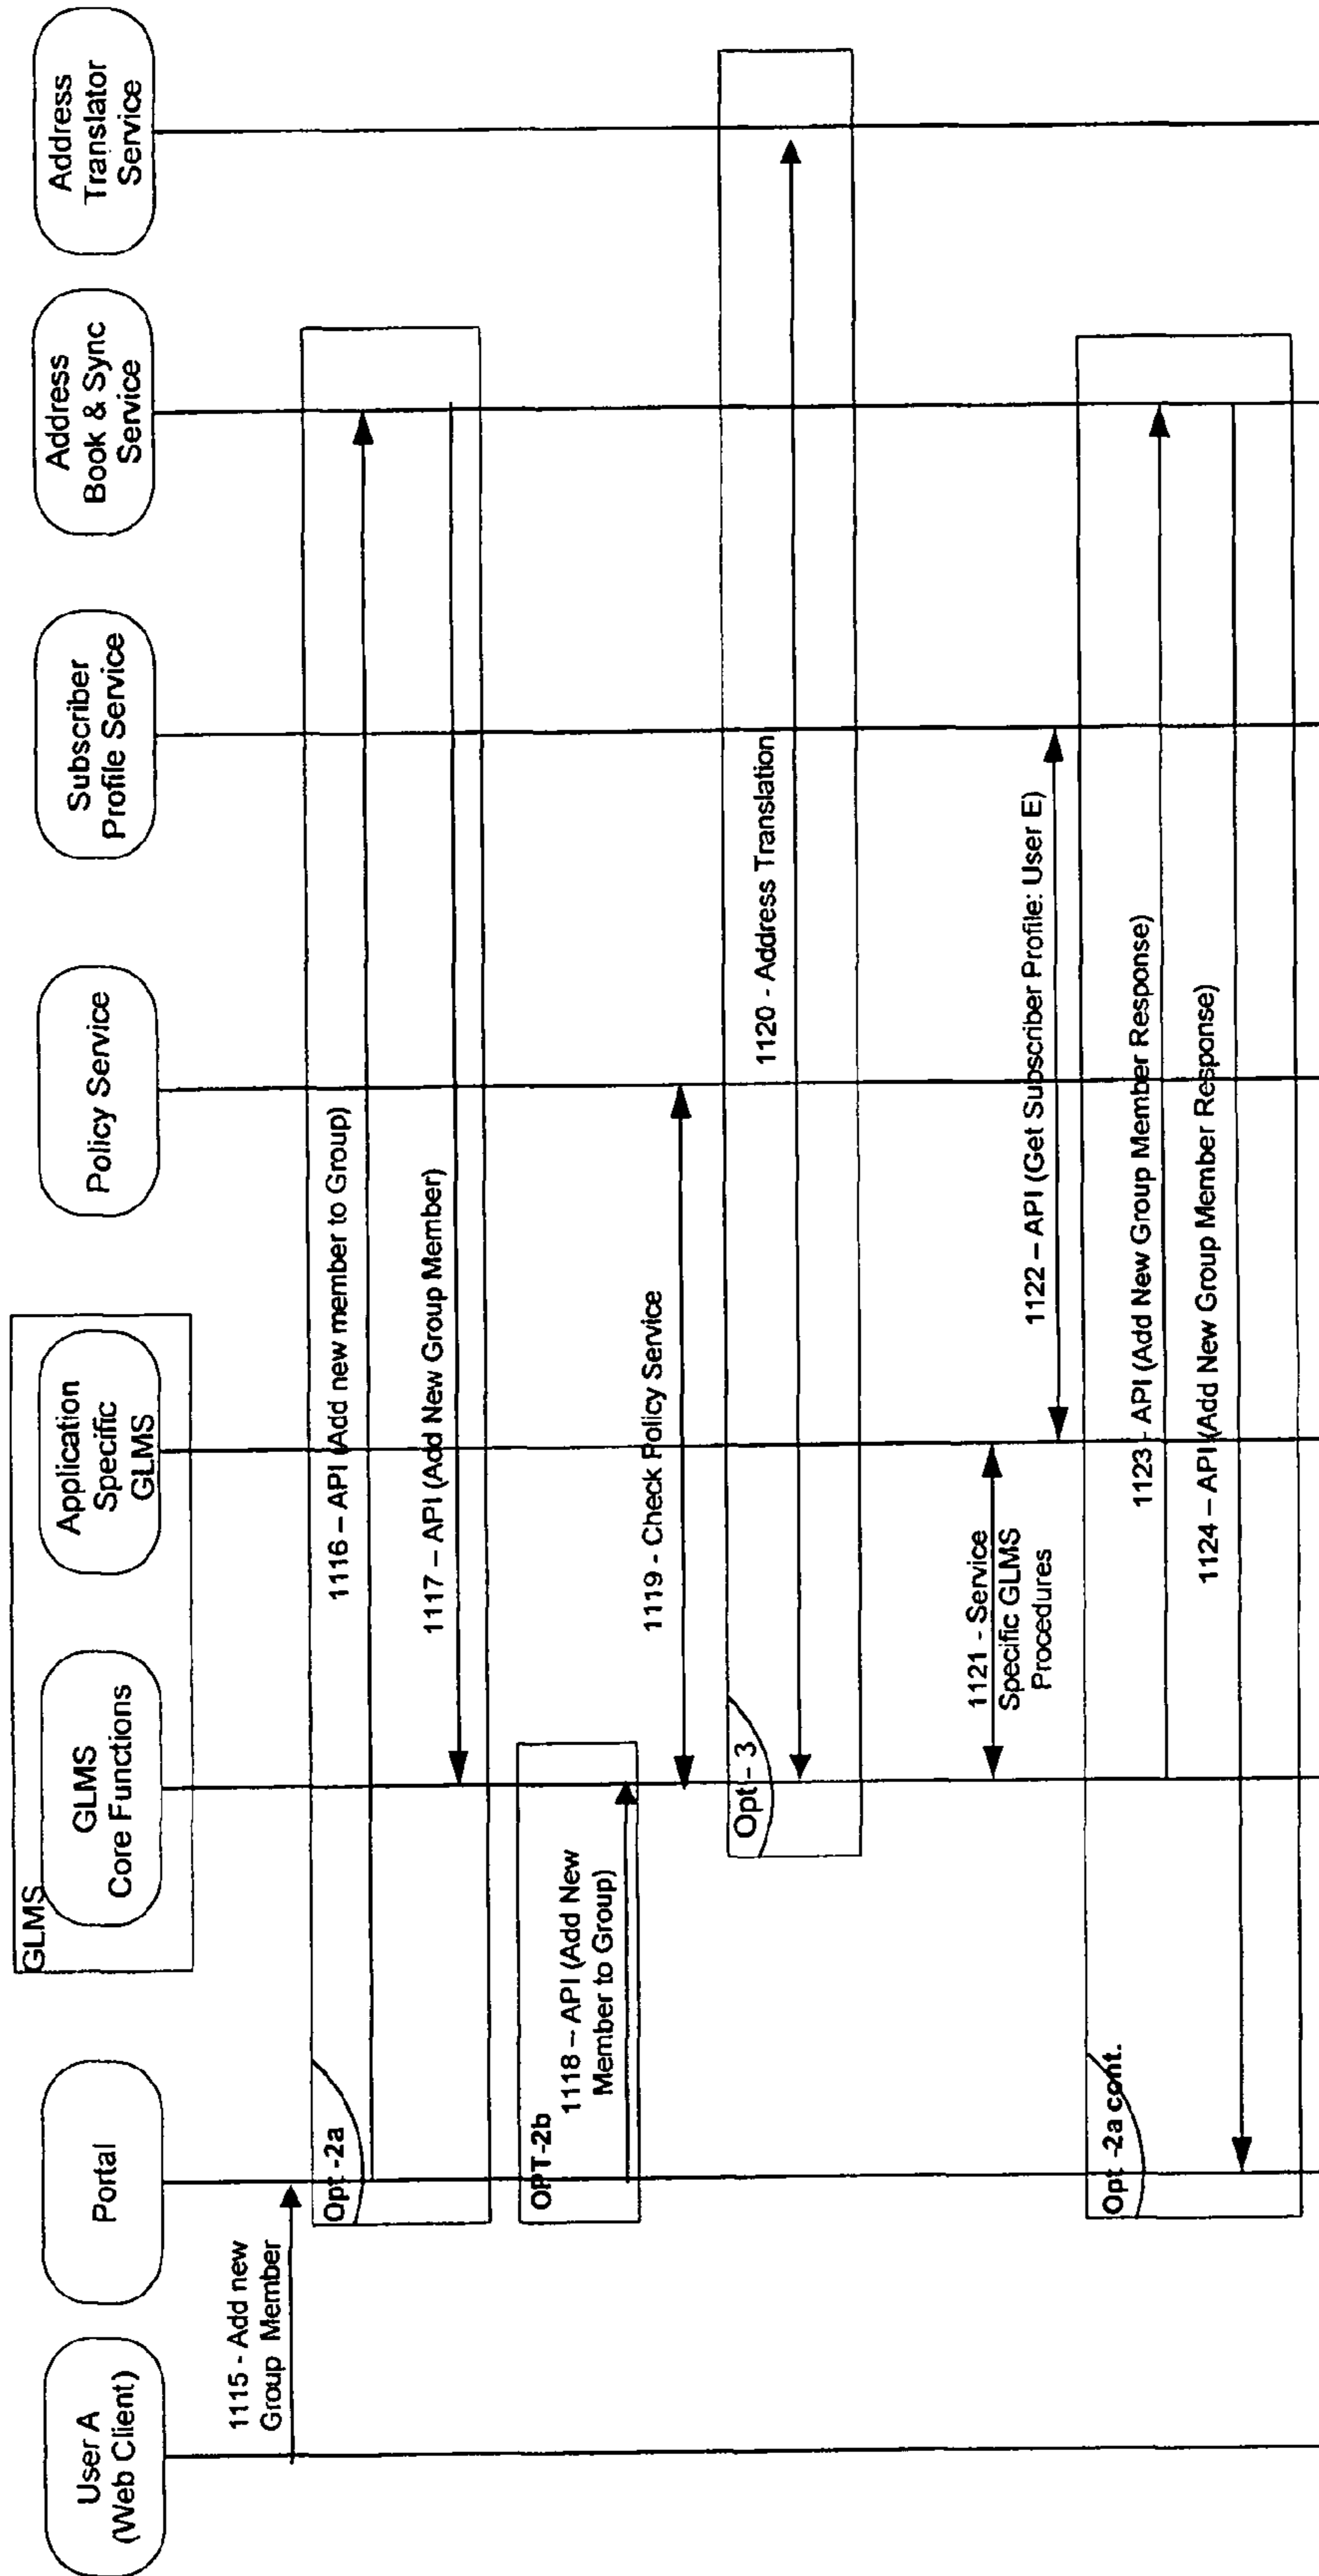 User A
(Web Client)
Portal
GLMS
GLMS
Core Functions
Application
Specific
GLMS
Policy Service
Subscriber
Profile Service
Address
Book & Sync
Service
Address
Translator
Service
1115 - Add new
Group Member
Opt -2a
1116 – API (Add new member to Group)
1117 – API (Add New Group Member)
OPT-2b
1118 – API (Add New
Member to Group)
1119 - Check Policy Service
Opt - 3
1120 - Address Translation
1121 - Service
Specific GLMS
Procedures
1122 – API ((Get Subscriber Profile: User E)
Opt -2a cont.
1123 - API (Add New Group Member Response)
1124 – API (Add New Group Member Response)